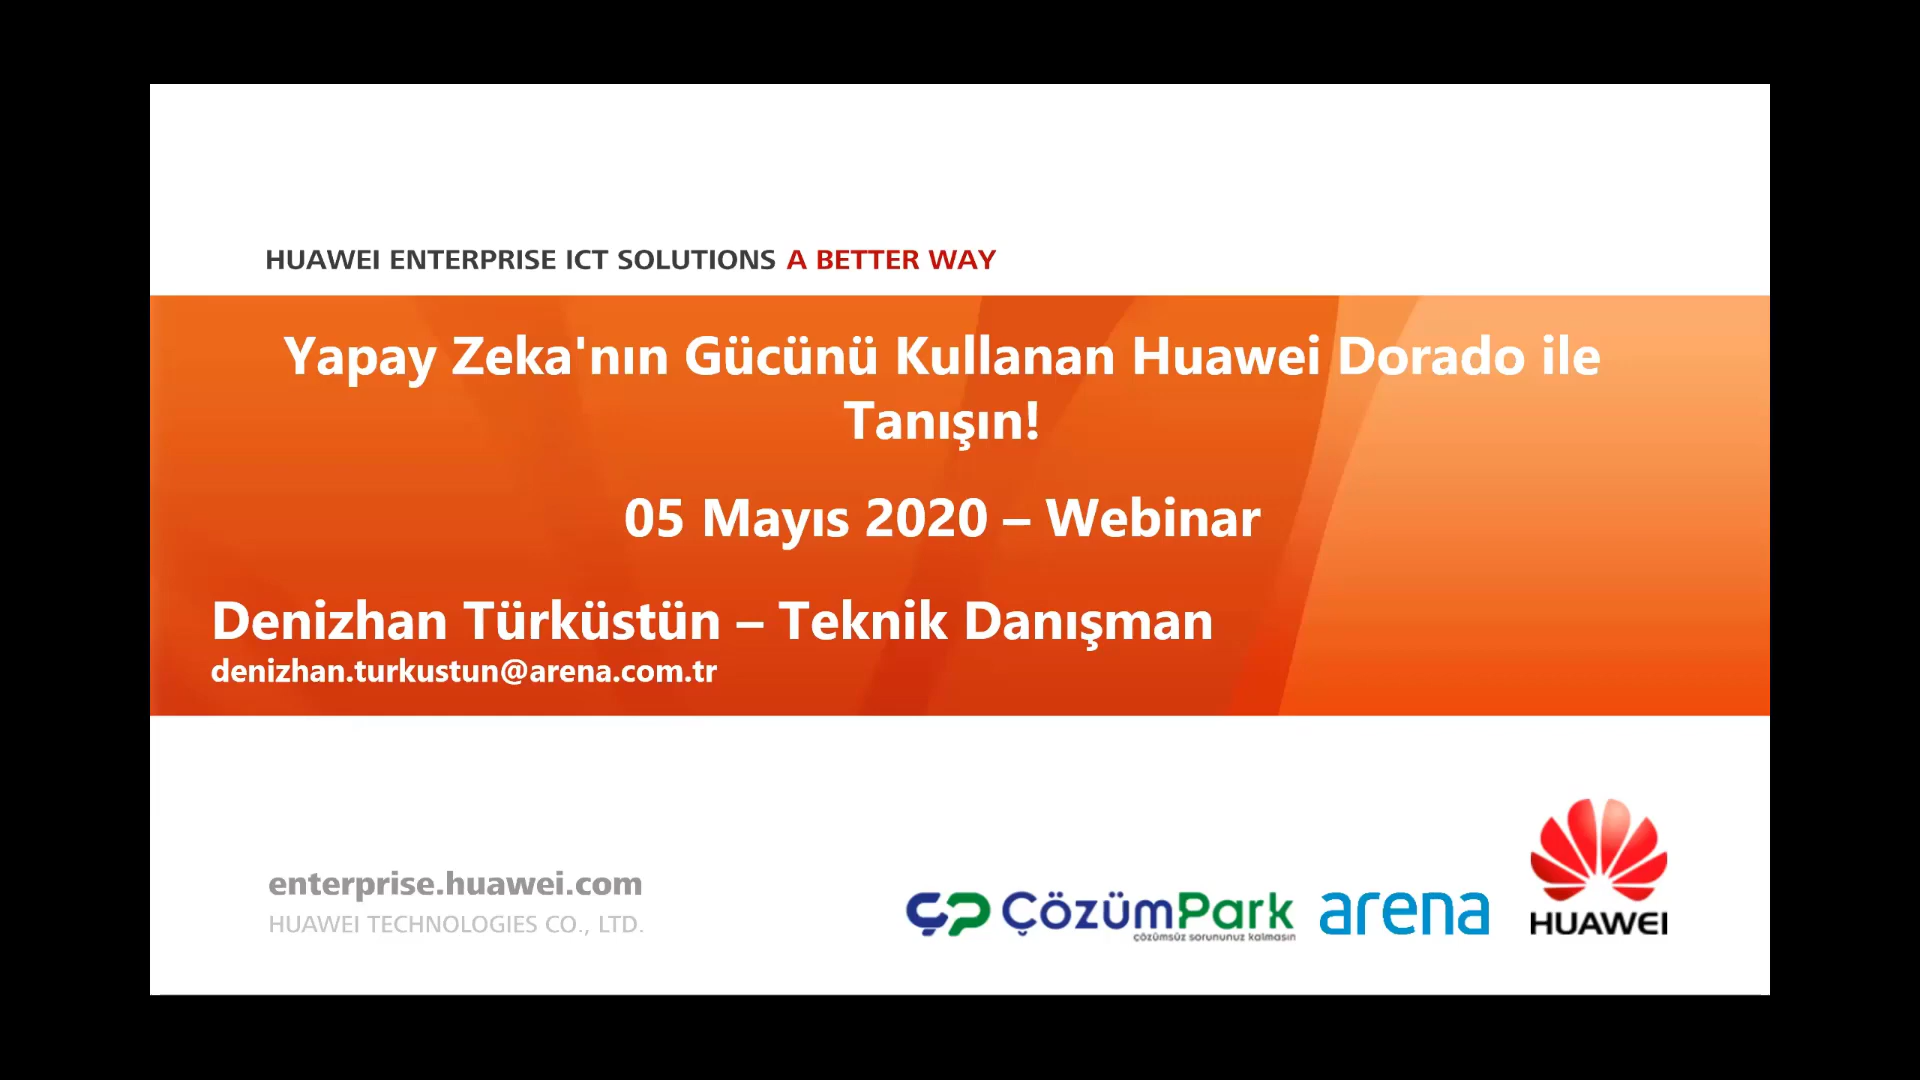 HUAWEI ENTERPRISE ICT SOLUTIONS A BETTER WAY
Yapay Zeka'nın Gücünü Kullanan Huawei Dorado ile
Tanışın!
05 Mayıs 2020 – Webinar
Denizhan Türküstün – Teknik Danışman
denizhan.turkustun@arena.com.tr
enterprise.huawei.com
HUAWEI TECHNOLOGIES CO., LTD.
ÇP ÇözümPark
çözümsüz sorununuz kalmasın
arena
HUAWEI